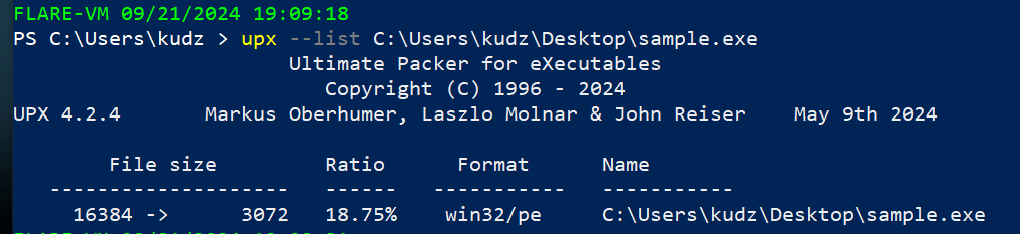 FLARE-VM 09/21/2024 19:09:18
PS C:\Users\kudz > upx --list C:\Users\kudz\Desktop\sample.exe
Ultimate Packer for eXecutables
Copyright (C) 1996 - 2024
UPX 4.2.4 Markus Oberhumer, Laszlo Molnar & John Reiser May 9th 2024
File size Ratio Format Name
-------------------- ------ ----------- -----------
16384 -> 3072 18.75% win32/pe C:\Users\kudz\Desktop\sample.exe